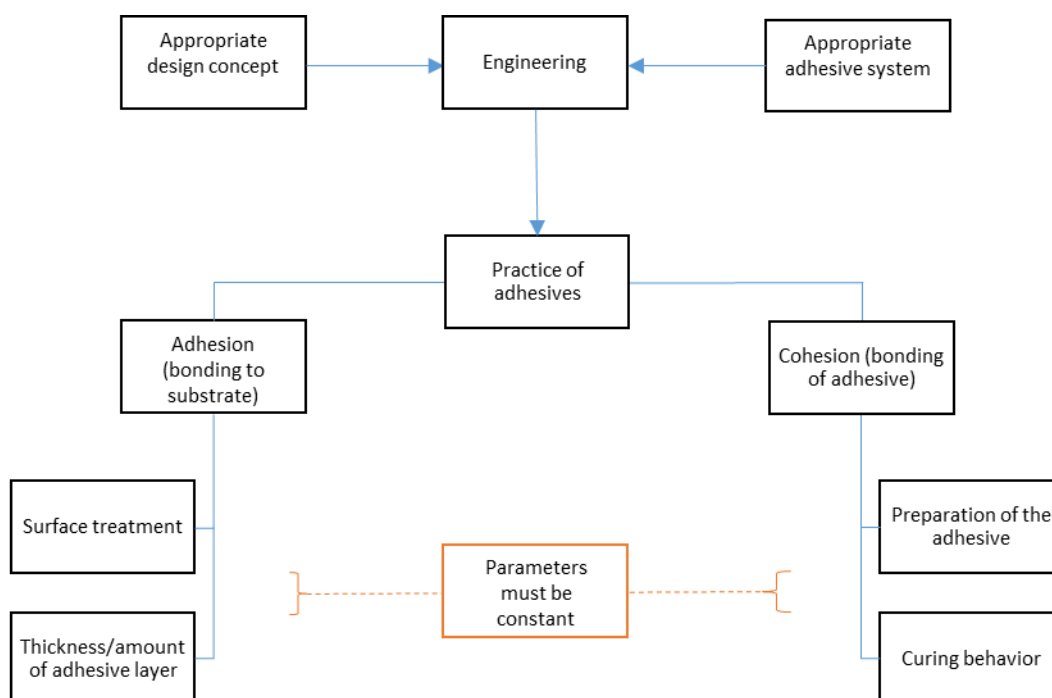 Appropriate
design concept
Engineering
Appropriate
adhesive system
Practice of
adhesives
Adhesion
(bonding to
substrate)
Cohesion (bonding
of adhesive)
Surface treatment
Preparation of the
adhesive
Parameters
must be
constant
Thickness/amount
of adhesive layer
Curing behavior